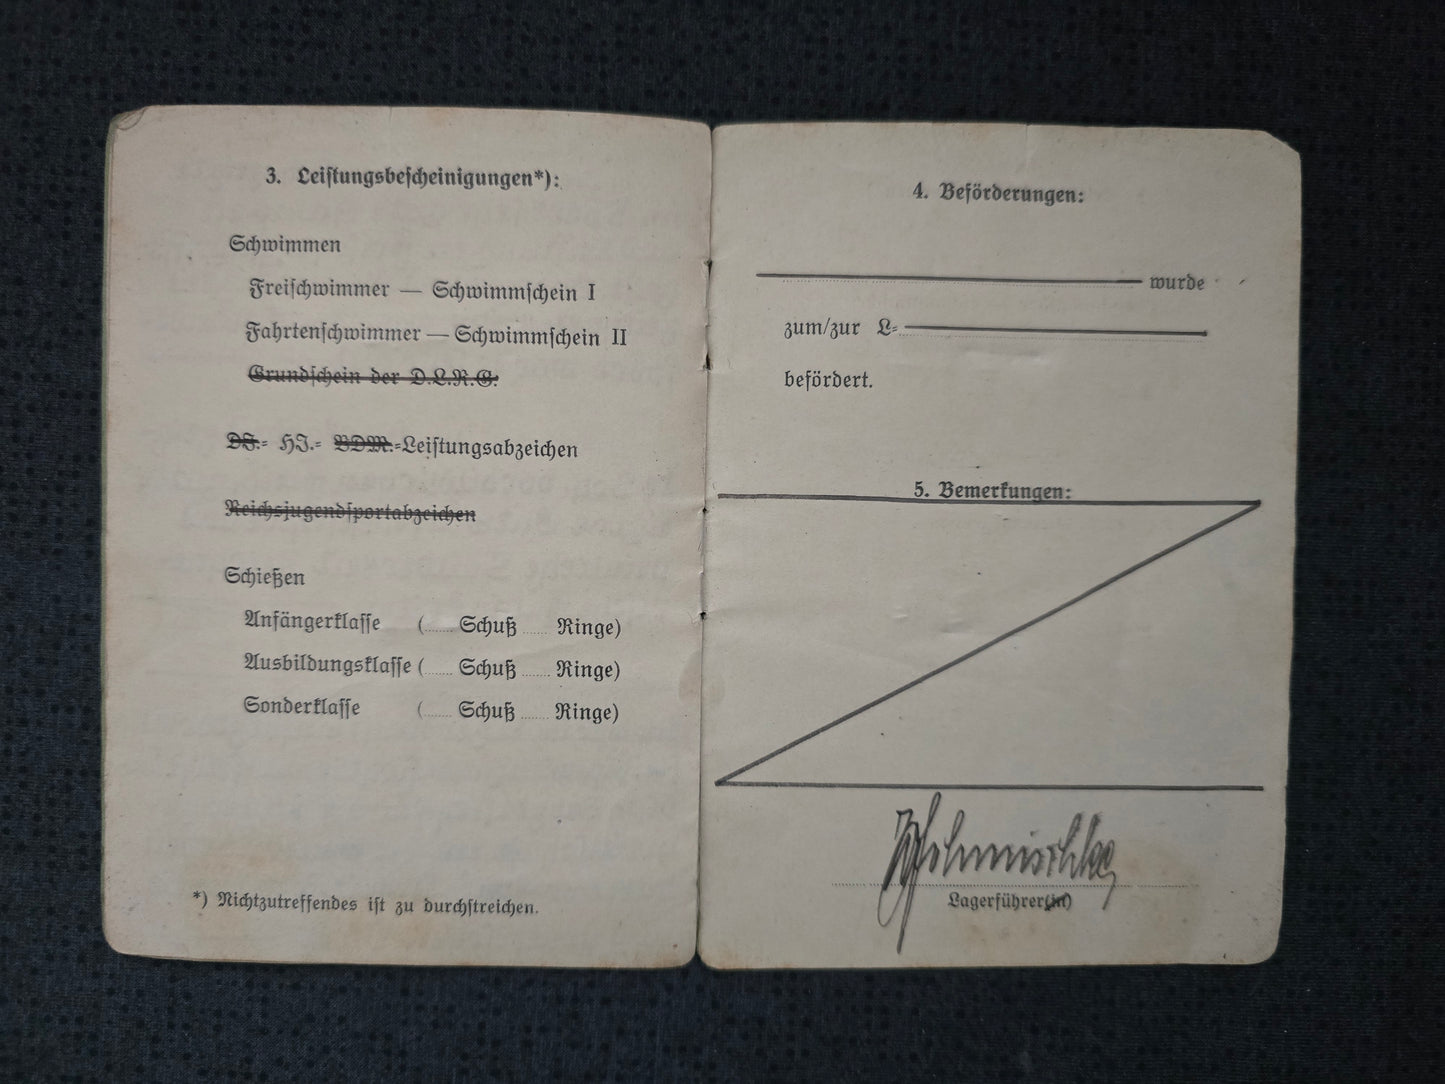 3. Leiſtungsbeſcheinigungen*):
Schwimmen
Freiſchwimmer — Schwimmſchein I
Fahrtenſchwimmer — Schwimmſchein II
Grundſchein der D.L.R.G.
DJ.= HJ.= BDM.=Leiſtungsabzeichen
Reichsjugendſportabzeichen
Schießen
Anfängerklaſſe (...... Schuß ...... Ringe)
Ausbildungsklaſſe (...... Schuß ...... Ringe)
Sonderklaſſe (...... Schuß ...... Ringe)
*) Nichtzutreffendes iſt zu durchſtreichen.
4. Beförderungen:
wurde
zum/zur L=
befördert.
5. Bemerkungen:
Lagerführer(in)